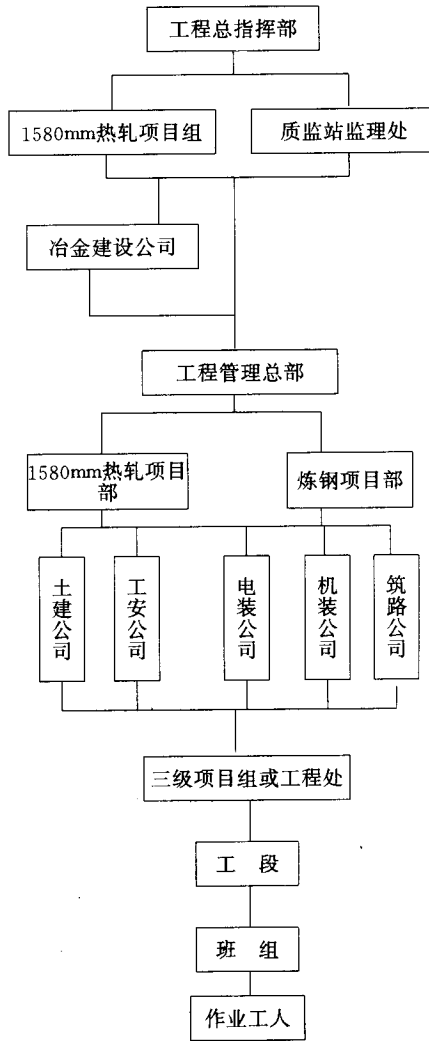 工程总指挥部
1580mm热轧项目组
质监站监理处
冶金建设公司
工程管理总部
1580mm热轧项目
部
炼钢项目部
土建公司
工安公司
电装公司
机装公司
筑路公司
三级项目组或工程处
工 段
班 组
作业工人